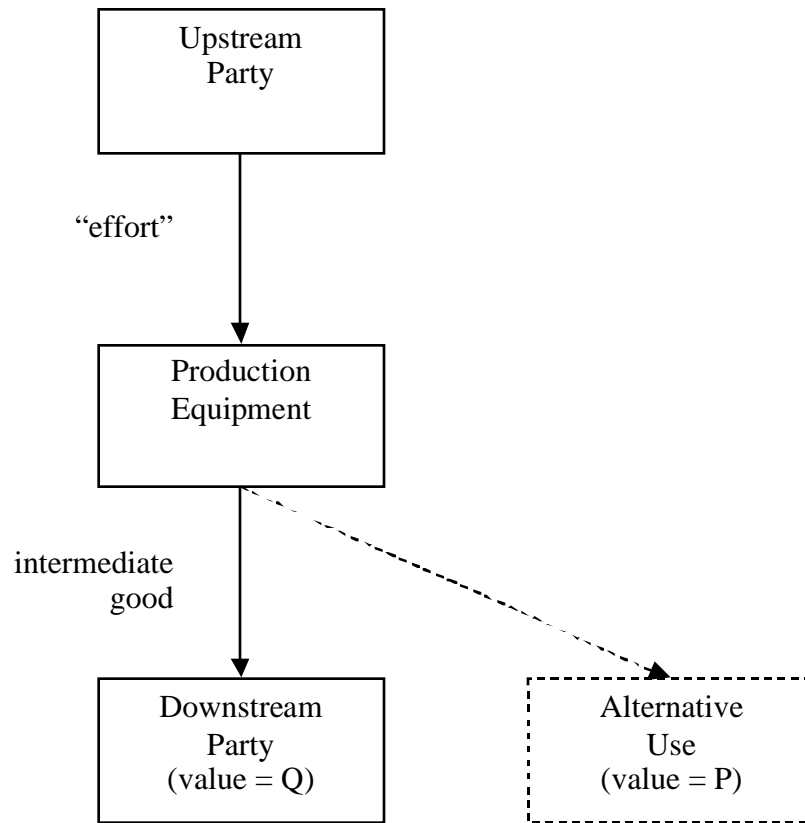 Upstream
Party
“effort”
Production
Equipment
intermediate
good
Downstream
Party
(value = Q)
Alternative
Use
(value = P)